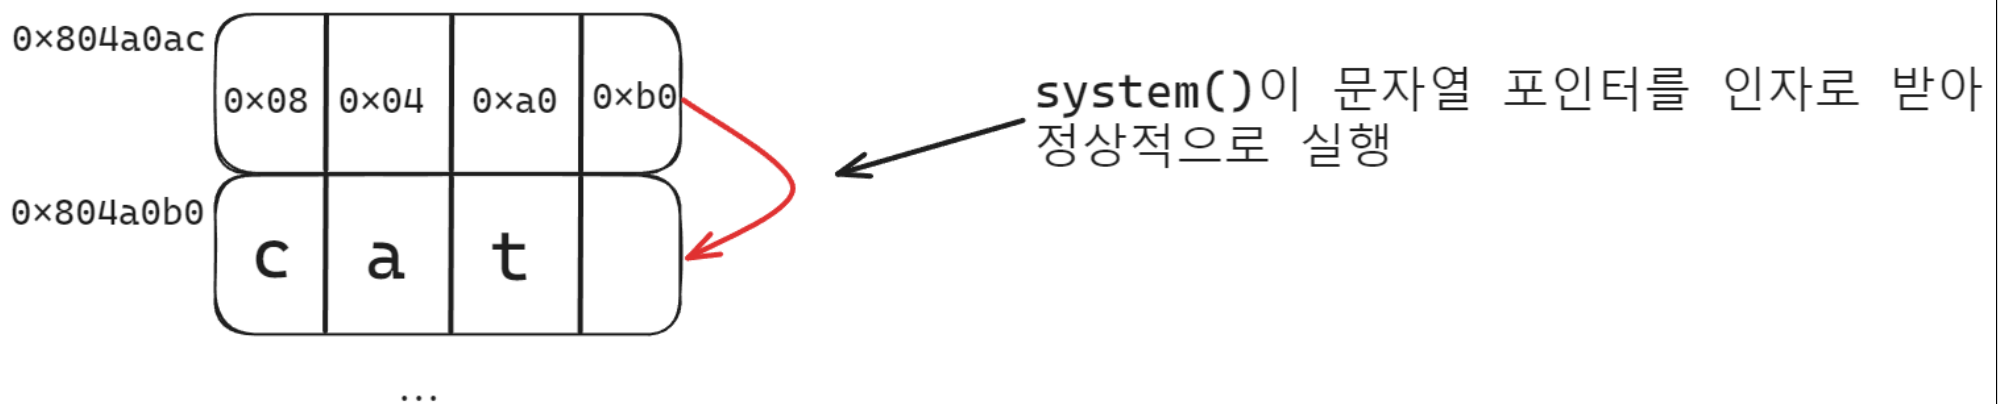 0x804a0ac
0x08 0x04 0xa0 0xb0
system()이 문자열 포인터를 인자로 받아
정상적으로 실행
0x804a0b0
c a t
...